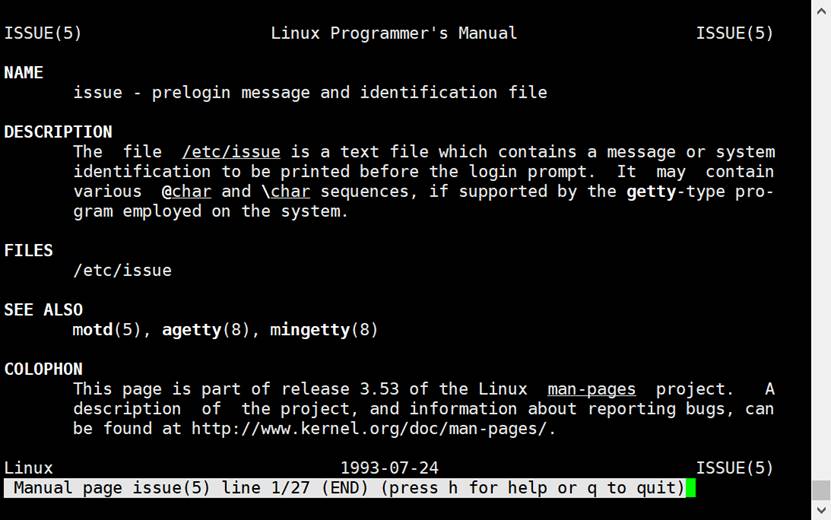 ISSUE(5) Linux Programmer's Manual ISSUE(5)
NAME
issue - prelogin message and identification file
DESCRIPTION
The file /etc/issue is a text file which contains a message or system
identification to be printed before the login prompt. It may contain
various @char and \char sequences, if supported by the getty-type pro-
gram employed on the system.
FILES
/etc/issue
SEE ALSO
motd(5), agetty(8), mingetty(8)
COLOPHON
This page is part of release 3.53 of the Linux man-pages project. A
description of the project, and information about reporting bugs, can
be found at http://www.kernel.org/doc/man-pages/.
Linux 1993-07-24 ISSUE(5)
Manual page issue(5) line 1/27 (END) (press h for help or q to quit)